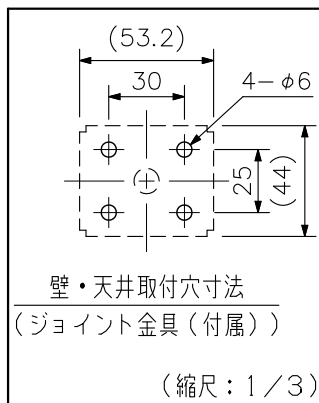 (53.2)
30
4-φ6
25
(44)
壁・天井取付穴寸法
(ジョイント金具(付属))
(縮尺:1/3)